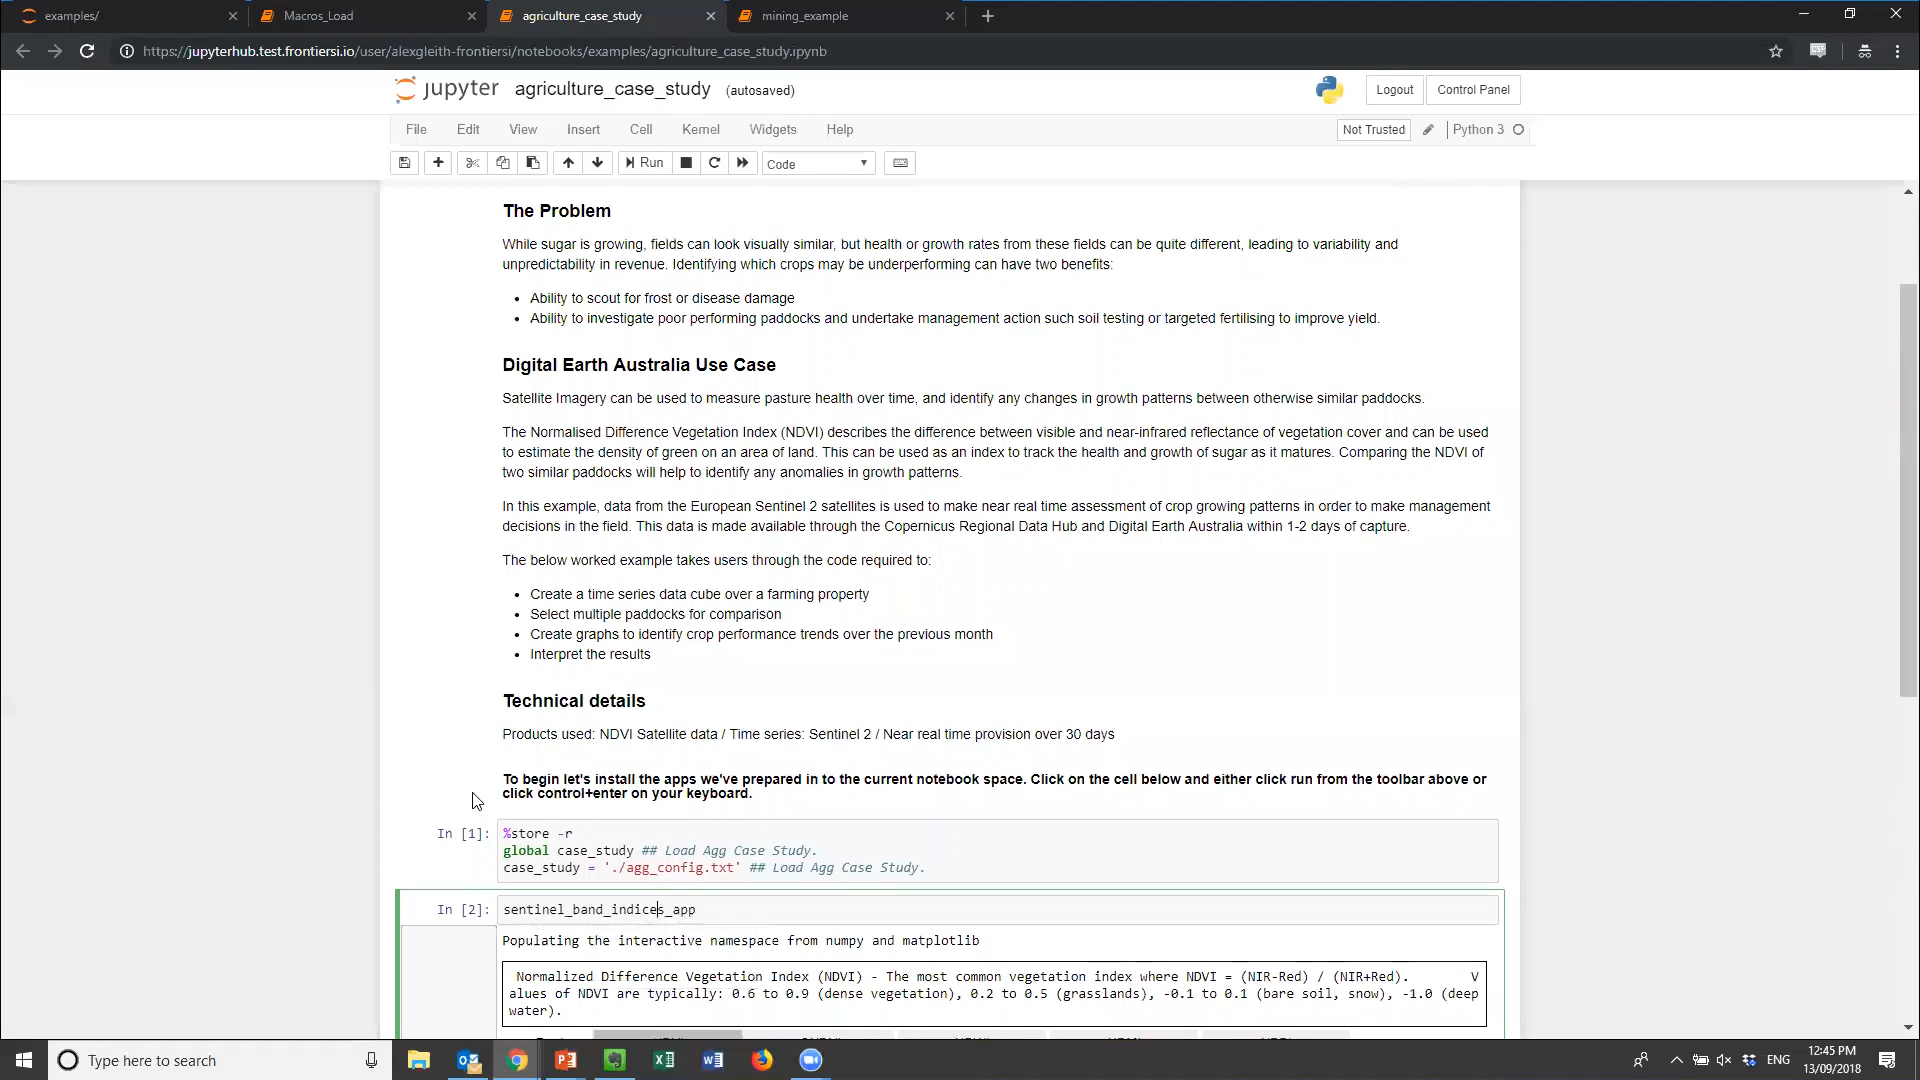 examples/
Macros_Load
agriculture_case_study
mining_example
https://jupyterhub.test.frontiersi.io/user/alexgleith-frontiersi/notebooks/examples/agriculture_case_study.ipynb
jupyter agriculture_case_study (autosaved)
Logout
Control Panel
File Edit View Insert Cell Kernel Widgets Help
Not Trusted
Python 3
Run
Code
The Problem
While sugar is growing, fields can look visually similar, but health or growth rates from these fields can be quite different, leading to variability and
unpredictability in revenue. Identifying which crops may be underperforming can have two benefits:
• Ability to scout for frost or disease damage
• Ability to investigate poor performing paddocks and undertake management action such soil testing or targeted fertilising to improve yield.
Digital Earth Australia Use Case
Satellite Imagery can be used to measure pasture health over time, and identify any changes in growth patterns between otherwise similar paddocks.
The Normalised Difference Vegetation Index (NDVI) describes the difference between visible and near-infrared reflectance of vegetation cover and can be used
to estimate the density of green on an area of land. This can be used as an index to track the health and growth of sugar as it matures. Comparing the NDVI of
two similar paddocks will help to identify any anomalies in growth patterns.
In this example, data from the European Sentinel 2 satellites is used to make near real time assessment of crop growing patterns in order to make management
decisions in the field. This data is made available through the Copernicus Regional Data Hub and Digital Earth Australia within 1-2 days of capture.
The below worked example takes users through the code required to:
• Create a time series data cube over a farming property
• Select multiple paddocks for comparison
• Create graphs to identify crop performance trends over the previous month
• Interpret the results
Technical details
Products used: NDVI Satellite data / Time series: Sentinel 2 / Near real time provision over 30 days
To begin let's install the apps we've prepared in to the current notebook space. Click on the cell below and either click run from the toolbar above or
click control+enter on your keyboard.
In [1]: %store -r
global case_study ## Load Agg Case Study.
case_study = './agg_config.txt' ## Load Agg Case Study.
In [2]: sentinel_band_indices_app
Populating the interactive namespace from numpy and matplotlib
Normalized Difference Vegetation Index (NDVI) - The most common vegetation index where NDVI = (NIR-Red) / (NIR+Red). V
alues of NDVI are typically: 0.6 to 0.9 (dense vegetation), 0.2 to 0.5 (grasslands), -0.1 to 0.1 (bare soil, snow), -1.0 (deep
water).
Type here to search
ENG
12:45 PM
13/09/2018